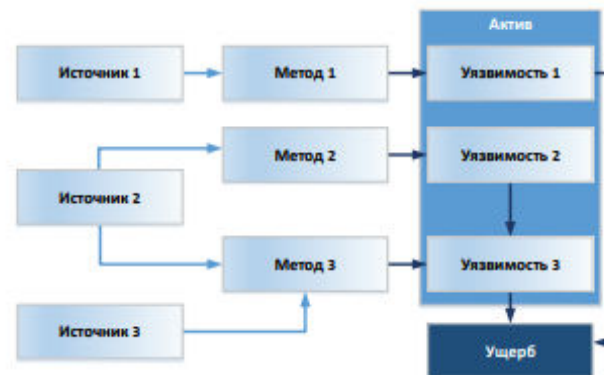 Актив
Источник 1
Метод 1
Уязвимость 1
Метод 2
Уязвимость 2
Источник 2
Метод 3
Уязвимость 3
Источник 3
Ущерб